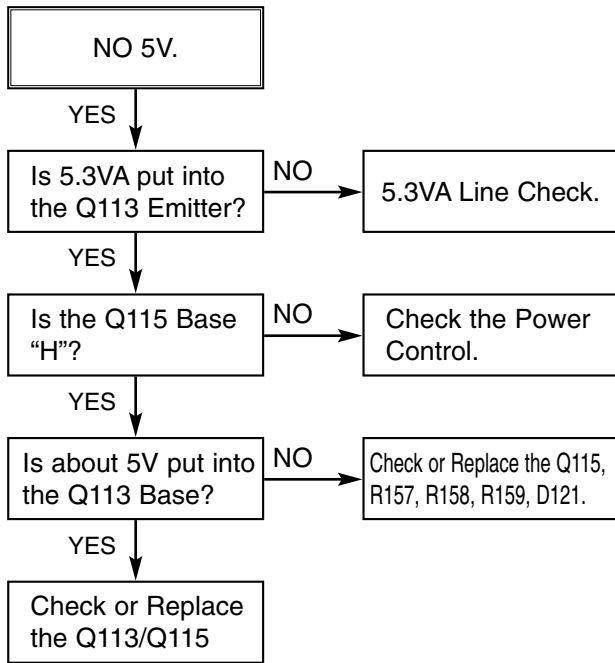 NO 5V.
YES
Is 5.3VA put into
the Q113 Emitter?
NO
5.3VA Line Check.
YES
Is the Q115 Base
“H”?
NO
Check the Power
Control.
YES
Is about 5V put into
the Q113 Base?
NO
Check or Replace the Q115,
R157, R158, R159, D121.
YES
Check or Replace
the Q113/Q115